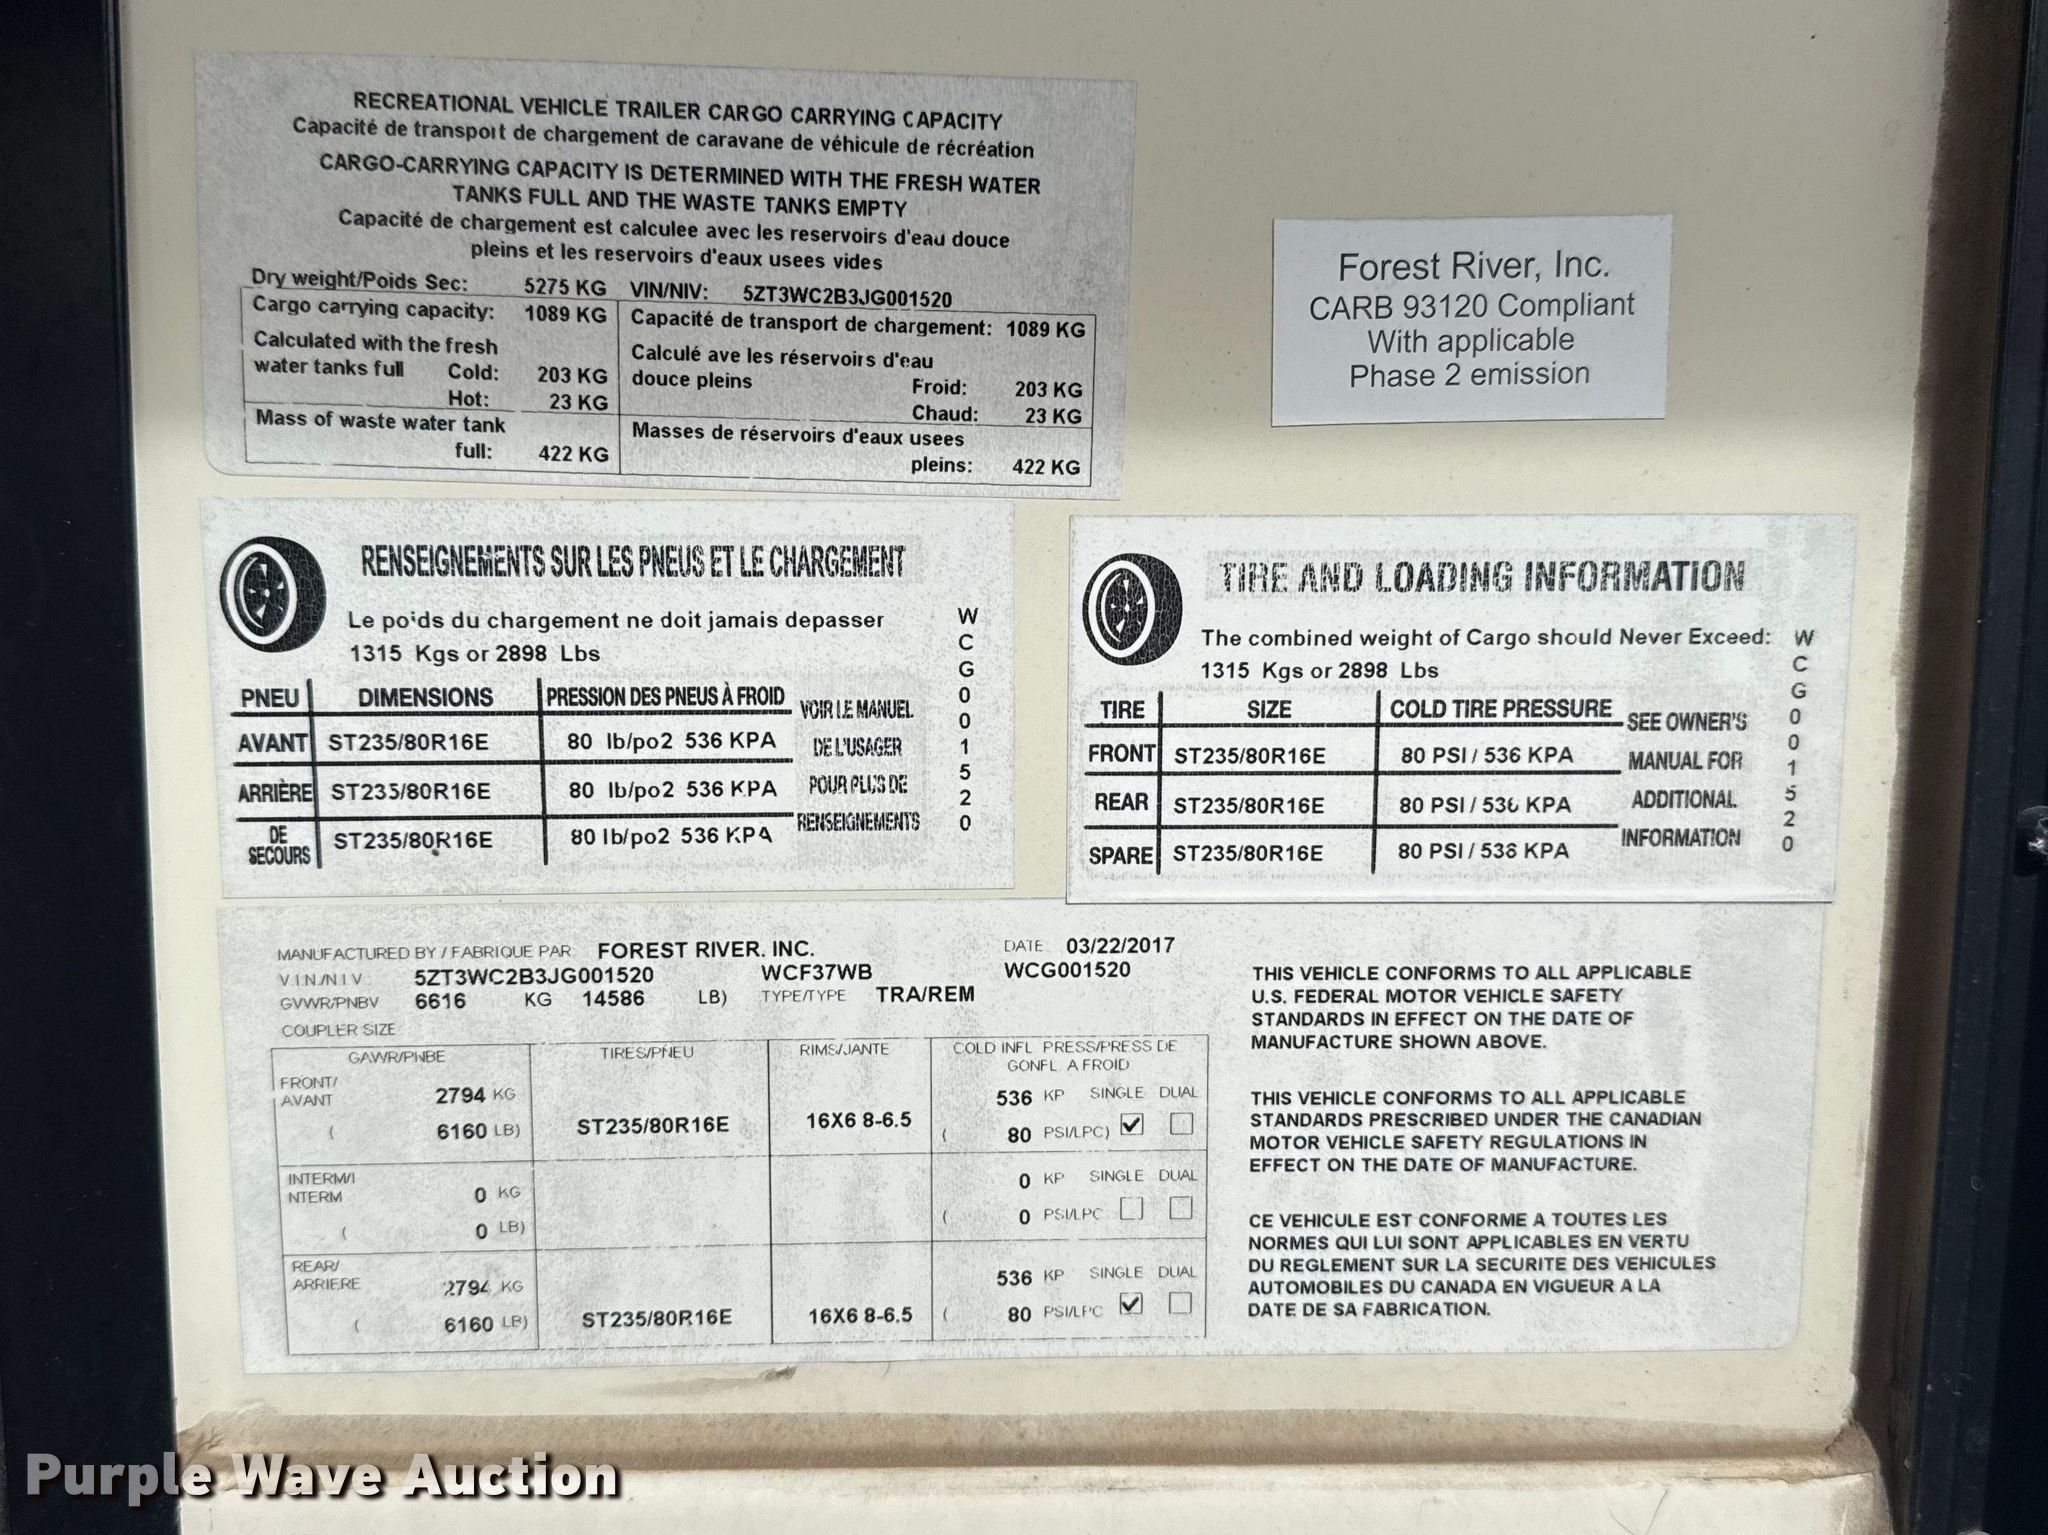 RECREATIONAL VEHICLE TRAILER CARGO CARRYING CAPACITY
Capacité de transport de chargement de caravane de véhicule de récréation
CARGO-CARRYING CAPACITY IS DETERMINED WITH THE FRESH WATER
TANKS FULL AND THE WASTE TANKS EMPTY
Capacité de chargement est calculee avec les reservoirs d'eau douce
pleins et les reservoirs d'eaux usees vides
Dry weight/Poids Sec: 5275 KG VIN/NIV: 5ZT3WC2B3JG001520
Cargo carrying capacity: 1089 KG Capacité de transport de chargement: 1089 KG
Calculated with the fresh Calculé ave les réservoirs d'eau
water tanks full Cold: 203 KG douce pleins Froid: 203 KG
Hot: 23 KG Chaud: 23 KG
Mass of waste water tank Masses de réservoirs d'eaux usees
full: 422 KG pleins: 422 KG
Forest River, Inc.
CARB 93120 Compliant
With applicable
Phase 2 emission
RENSEIGNEMENTS SUR LES PNEUS ET LE CHARGEMENT
Le poids du chargement ne doit jamais depasser
1315 Kgs or 2898 Lbs
PNEU DIMENSIONS PRESSION DES PNEUS À FROID
AVANT ST235/80R16E 80 lb/po2 536 KPA
ARRIÈRE ST235/80R16E 80 lb/po2 536 KPA
DE SECOURS ST235/80R16E 80 lb/po2 536 KPA
VOIR LE MANUEL
DE L'USAGER
POUR PLUS DE
RENSEIGNEMENTS
WCG001520
TIRE AND LOADING INFORMATION
The combined weight of Cargo should Never Exceed:
1315 Kgs or 2898 Lbs
TIRE SIZE COLD TIRE PRESSURE
FRONT ST235/80R16E 80 PSI / 536 KPA
REAR ST235/80R16E 80 PSI / 536 KPA
SPARE ST235/80R16E 80 PSI / 536 KPA
SEE OWNER'S
MANUAL FOR
ADDITIONAL
INFORMATION
WCG001520
MANUFACTURED BY / FABRIQUE PAR FOREST RIVER. INC. DATE 03/22/2017
V.I.N./N.I.V. 5ZT3WC2B3JG001520 WCF37WB WCG001520
GVWR/PNBV 6616 KG 14586 LB) TYPE/TYPE TRA/REM
COUPLER SIZE
GAWR/PNBE TIRES/PNEU RIMS/JANTE COLD INFL PRESS/PRESS DE
GONFL A FROID
FRONT/ 2794 KG 536 KP SINGLE DUAL
AVANT
( 6160 LB) ST235/80R16E 16X6 8-6.5 ( 80 PSI/LPC)
INTERM/I 0 KG 0 KP SINGLE DUAL
NTERM
( 0 LB) ( 0 PSI/LPC
REAR/ 2794 KG 536 KP SINGLE DUAL
ARRIERE
( 6160 LB) ST235/80R16E 16X6 8-6.5 ( 80 PSI/LPC
THIS VEHICLE CONFORMS TO ALL APPLICABLE
U.S. FEDERAL MOTOR VEHICLE SAFETY
STANDARDS IN EFFECT ON THE DATE OF
MANUFACTURE SHOWN ABOVE.
THIS VEHICLE CONFORMS TO ALL APPLICABLE
STANDARDS PRESCRIBED UNDER THE CANADIAN
MOTOR VEHICLE SAFETY REGULATIONS IN
EFFECT ON THE DATE OF MANUFACTURE.
CE VEHICULE EST CONFORME A TOUTES LES
NORMES QUI LUI SONT APPLICABLES EN VERTU
DU REGLEMENT SUR LA SECURITE DES VEHICULES
AUTOMOBILES DU CANADA EN VIGUEUR A LA
DATE DE SA FABRICATION.
Purple Wave Auction